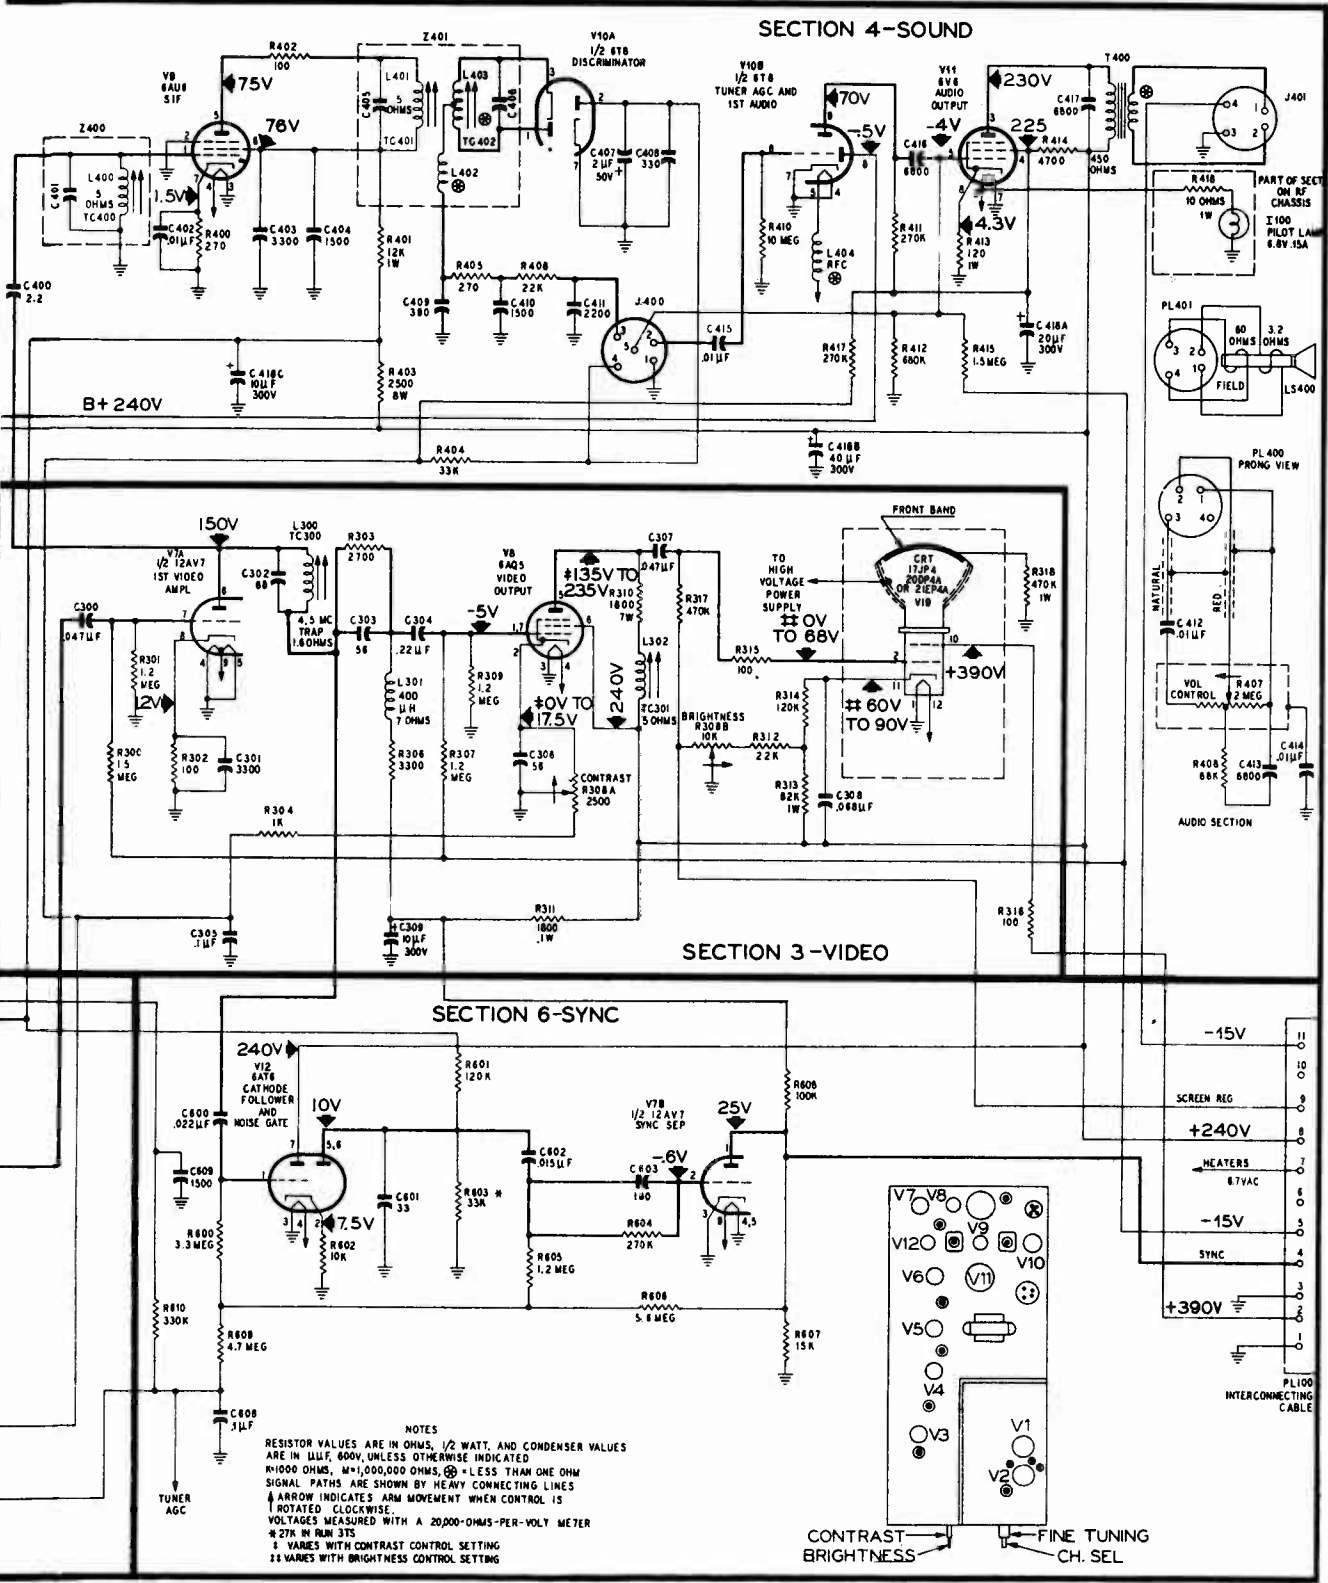 SECTION 4-SOUND
R402
100
Z401
V10A
1/2 6T8
DISCRIMINATOR
V9
6AU6
SIF
75V
L401
5
OHMS
TC401
C405
L403
C406
TC402
L402
V10B
1/2 6T8
TUNER AGC AND
1ST AUDIO
70V
-.5V
V11
6V6
AUDIO
OUTPUT
230V
T400
C417
6800
J401
Z400
76V
C401
L400
5
OHMS
TC400
1.5V
C402
.01µF
R400
270
C403
3300
C404
1500
R401
12K
1W
C407
2µF
50V
C408
330
-4V
C416
6800
225
R414
4700
450
OHMS
R418
10 OHMS
1W
PART OF SECT
ON RF
CHASSIS
I100
PILOT LA
6.8V .15A
R410
10 MEG
L404
RFC
R411
270K
4.3V
R413
120
1W
C400
2.2
R405
270
R408
22K
C409
390
C410
1500
C411
2200
J400
C415
.01µF
R417
270K
R412
680K
R415
1.5MEG
C418A
20µF
300V
PL401
60
OHMS
3.2
OHMS
FIELD
LS400
C418C
10µF
300V
R403
2500
8W
B+ 240V
R404
33K
C418B
40µF
300V
PL400
PRONG VIEW
NATURAL
RED
C412
.01µF
VOL
CONTROL
R407
2 MEG
R408
68K
C413
6800
C414
.01µF
AUDIO SECTION
150V
V7A
1/2 12AV7
1ST VIDEO
AMPL
L300
TC300
C302
68
4.5 MC
TRAP
1.6OHMS
R303
2700
V8
6AQ5
VIDEO
OUTPUT
‡135V TO
235V
C307
.047µF
R310
1800
7W
R317
470K
TO
HIGH
VOLTAGE
POWER
SUPPLY
FRONT BAND
CRT
17JP4
20DP4A
OR 21EP4A
V19
R318
470K
1W
C300
.047µF
R301
1.2
MEG
12V
C303
56
C304
.22µF
-5V
R309
1.2
MEG
L301
400
µH
7 OHMS
‡0V TO
17.5V
240V
L302
TC301
5 OHMS
‡‡ 0V
TO 68V
R315
100
R314
120K
‡‡ 60V
TO 90V
+390V
R300
1.5
MEG
R302
100
C301
3300
R306
3300
R307
1.2
MEG
C306
56
CONTRAST
R308A
2500
BRIGHTNESS
R308B
10K
R312
22K
R313
82K
1W
C308
.068µF
R304
1K
C305
.1µF
C309
10µF
300V
R311
1800
1W
R316
100
SECTION 3-VIDEO
SECTION 6-SYNC
240V
V12
6AT6
CATHODE
FOLLOWER
AND
NOISE GATE
R601
120K
C600
.022µF
10V
V7B
1/2 12AV7
SYNC SEP
25V
R606
100K
C609
1500
C602
.015µF
-.6V
C603
180
C601
33
R603 *
33K
7.5V
R602
10K
R600
3.3MEG
R604
270K
R605
1.2 MEG
R606
5.6MEG
R607
15K
R610
330K
R609
4.7 MEG
C608
.1µF
TUNER
AGC
-15V 11
10
SCREEN REG 9
+240V 8
HEATERS 7
6.7VAC
6
-15V 5
SYNC 4
3
+390V 2
1
PL100
INTERCONNECTING
CABLE
V7 V8
V9
V12
V10
V6 V11
V5
V4
V3
V1
V2
CONTRAST
BRIGHTNESS
FINE TUNING
CH. SEL
NOTES
RESISTOR VALUES ARE IN OHMS, 1/2 WATT, AND CONDENSER VALUES
ARE IN µµF, 600V, UNLESS OTHERWISE INDICATED
K=1000 OHMS, M=1,000,000 OHMS, ⊗ = LESS THAN ONE OHM
SIGNAL PATHS ARE SHOWN BY HEAVY CONNECTING LINES
ARROW INDICATES ARM MOVEMENT WHEN CONTROL IS
ROTATED CLOCKWISE.
VOLTAGES MEASURED WITH A 20,000-OHMS-PER-VOLT METER
* 27K IN RUN 3TS
‡ VARIES WITH CONTRAST CONTROL SETTING
‡‡ VARIES WITH BRIGHTNESS CONTROL SETTING